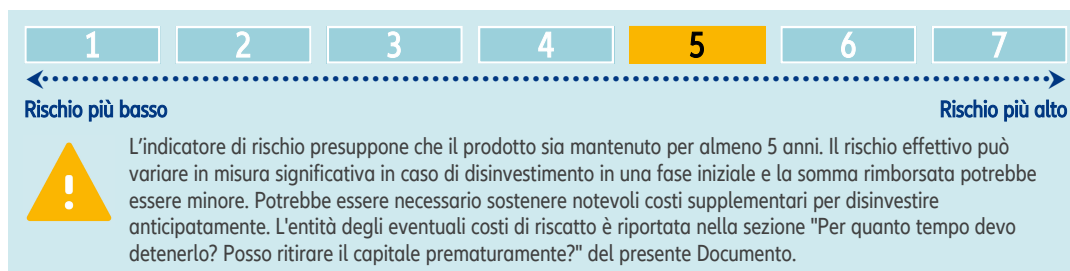 1 2 3 4 5 6 7
Rischio più basso Rischio più alto
L'indicatore di rischio presuppone che il prodotto sia mantenuto per almeno 5 anni. Il rischio effettivo può
variare in misura significativa in caso di disinvestimento in una fase iniziale e la somma rimborsata potrebbe
essere minore. Potrebbe essere necessario sostenere notevoli costi supplementari per disinvestire
anticipatamente. L'entità degli eventuali costi di riscatto è riportata nella sezione "Per quanto tempo devo
detenerlo? Posso ritirare il capitale prematuramente?" del presente Documento.